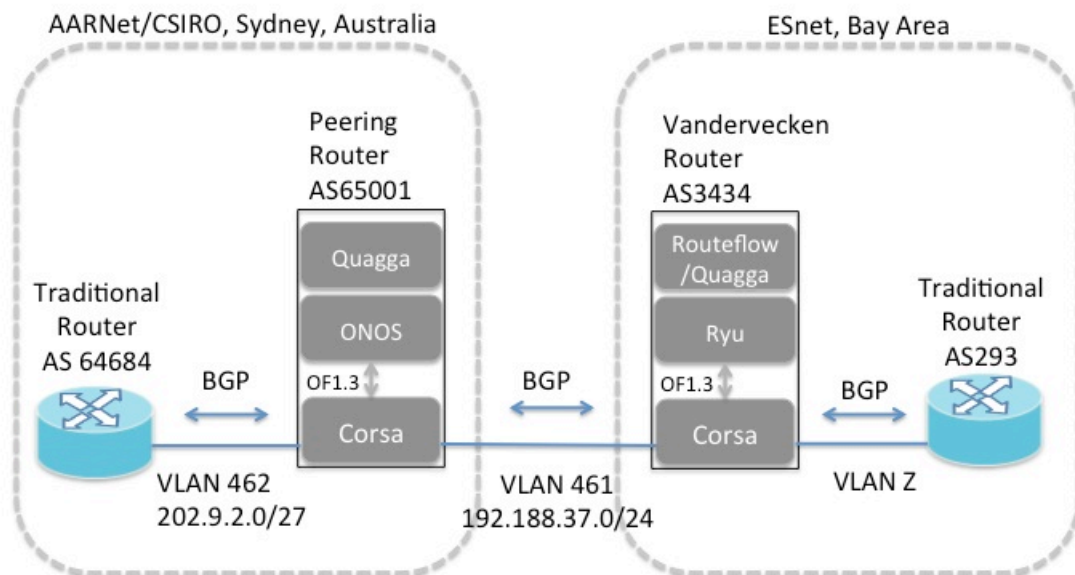 AARNet/CSIRO, Sydney, Australia
ESnet, Bay Area
Peering
Router
AS65001
Vandervecken
Router
AS3434
Quagga
Routeflow
/Quagga
Traditional
Router
AS 64684
ONOS
Ryu
Traditional
Router
AS293
BGP
OF1.3
BGP
OF1.3
BGP
Corsa
Corsa
VLAN 462
202.9.2.0/27
VLAN 461
192.188.37.0/24
VLAN Z